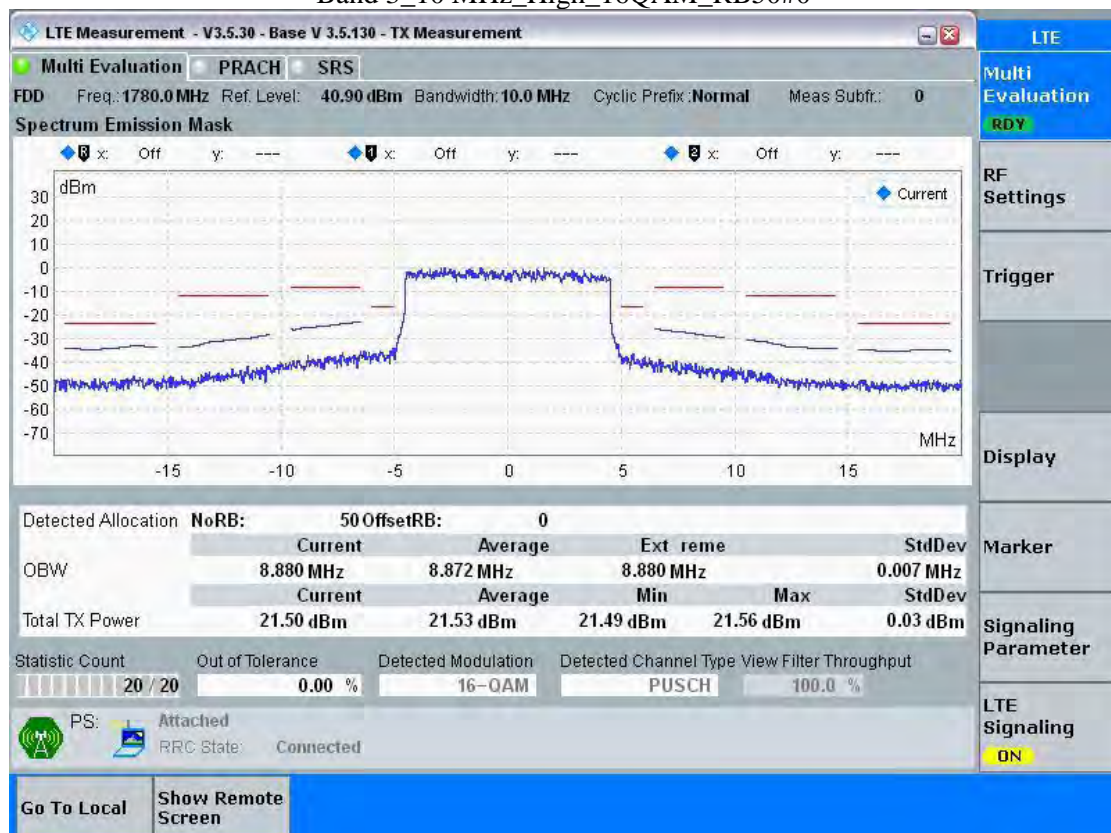 Band 3_10 MHz_High_16QAM_RB50#0
LTE Measurement - V3.5.30 - Base V 3.5.130 - TX Measurement
LTE
Multi Evaluation PRACH SRS
Multi
Evaluation
RDY
FDD Freq.: 1780.0 MHz Ref. Level: 40.90 dBm Bandwidth: 10.0 MHz Cyclic Prefix : Normal Meas Subfr.: 0
Spectrum Emission Mask
R x: Off y: --- 1 x: Off y: --- 2 x: Off y: ---
dBm
Current
30
20
10
0
-10
-20
-30
-40
-50
-60
-70
MHz
-15 -10 -5 0 5 10 15
RF
Settings
Trigger
Display
Marker
Signaling
Parameter
LTE
Signaling
ON
Detected Allocation NoRB: 50 OffsetRB: 0
Current Average Ext reme StdDev
OBW 8.880 MHz 8.872 MHz 8.880 MHz 0.007 MHz
Current Average Min Max StdDev
Total TX Power 21.50 dBm 21.53 dBm 21.49 dBm 21.56 dBm 0.03 dBm
Statistic Count Out of Tolerance Detected Modulation Detected Channel Type View Filter Throughput
20 / 20 0.00 % 16-QAM PUSCH 100.0 %
PS: Attached
RRC State: Connected
Go To Local
Show Remote
Screen